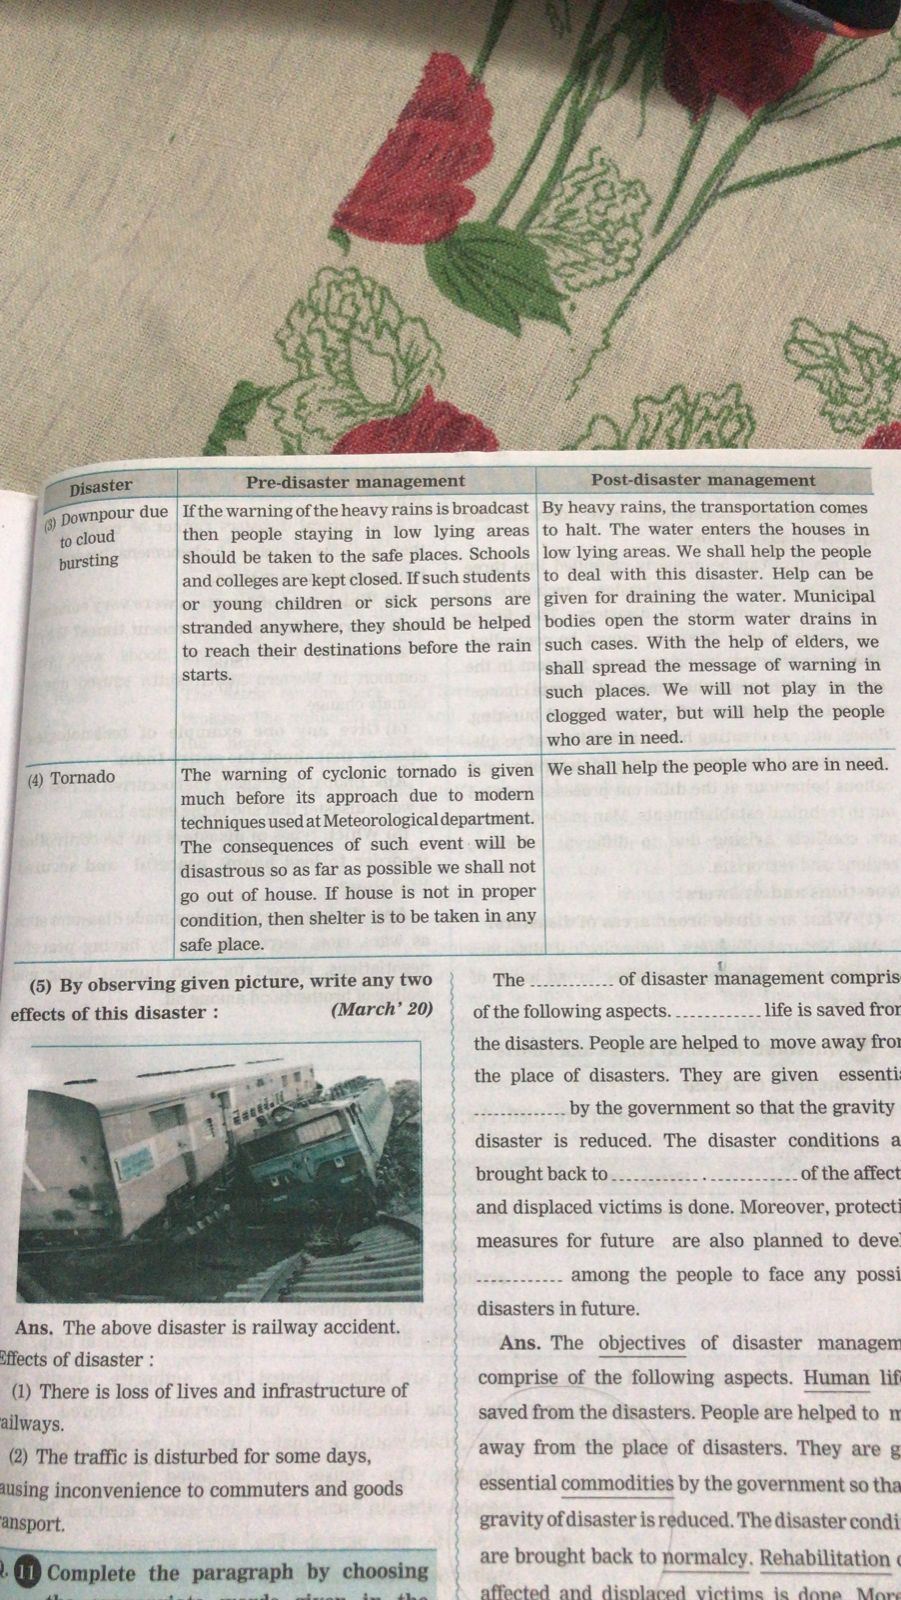 Disaster
Pre-disaster management
Post-disaster management
(3) Downpour due
to cloud
bursting
If the warning of the heavy rains is broadcast
then people staying in low lying areas
should be taken to the safe places. Schools
and colleges are kept closed. If such students
or young children or sick persons are
stranded anywhere, they should be helped
to reach their destinations before the rain
starts.
By heavy rains, the transportation comes
to halt. The water enters the houses in
low lying areas. We shall help the people
to deal with this disaster. Help can be
given for draining the water. Municipal
bodies open the storm water drains in
such cases. With the help of elders, we
shall spread the message of warning in
such places. We will not play in the
clogged water, but will help the people
who are in need.
(4) Tornado
The warning of cyclonic tornado is given
much before its approach due to modern
techniques used at Meteorological department.
The consequences of such event will be
disastrous so as far as possible we shall not
go out of house. If house is not in proper
condition, then shelter is to be taken in any
safe place.
We shall help the people who are in need.
(5) By observing given picture, write any two
effects of this disaster : (March' 20)
Ans. The above disaster is railway accident.
Effects of disaster :
(1) There is loss of lives and infrastructure of
ailways.
(2) The traffic is disturbed for some days,
ausing inconvenience to commuters and goods
ansport.
. 11 Complete the paragraph by choosing
The ............ of disaster management compris
of the following aspects. ............ life is saved from
the disasters. People are helped to move away from
the place of disasters. They are given essentia
............ by the government so that the gravity
disaster is reduced. The disaster conditions a
brought back to ............ . ............ of the affect
and displaced victims is done. Moreover, protecti
measures for future are also planned to deve
............ among the people to face any possi
disasters in future.
Ans. The objectives of disaster managem
comprise of the following aspects. Human lif
saved from the disasters. People are helped to m
away from the place of disasters. They are g
essential commodities by the government so tha
gravity of disaster is reduced. The disaster condi
are brought back to normalcy. Rehabilitation
affected and displaced victims is done. More